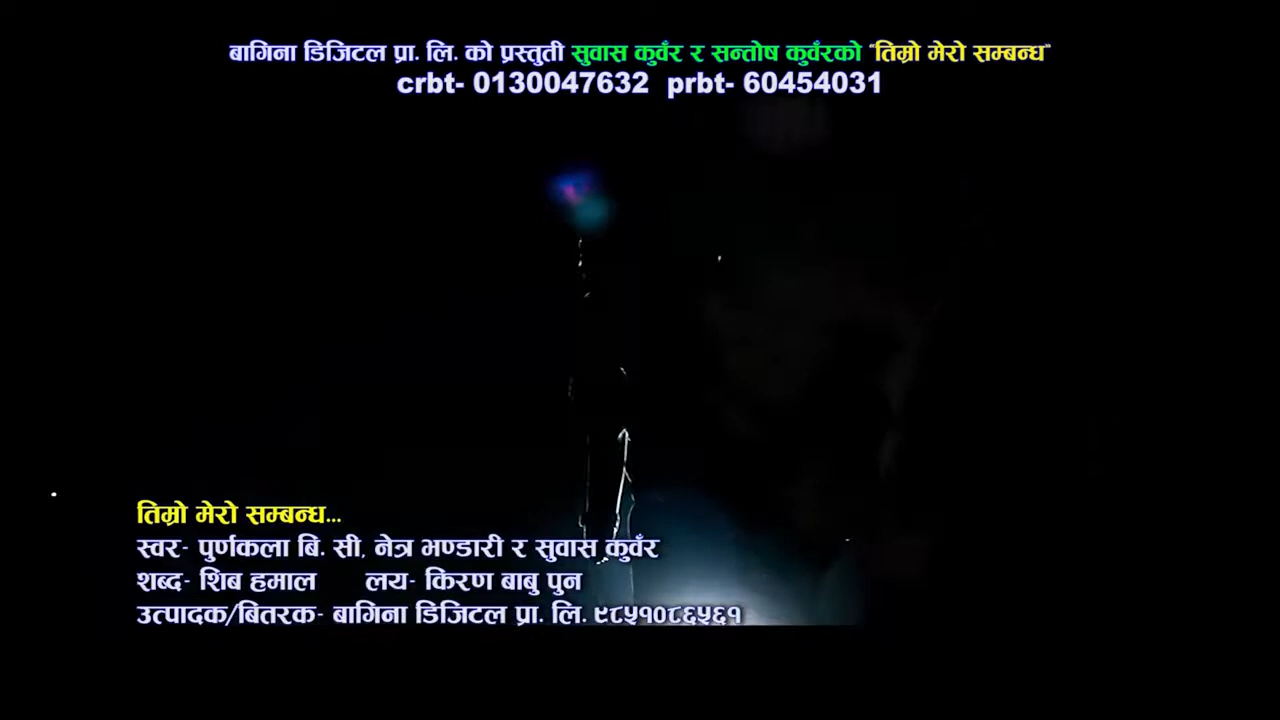 बागिना डिजिटल प्रा. लि. को प्रस्तुती सुवास कुवँर र सन्तोष कुवँरको "तिम्रो मेरो सम्बन्ध"
crbt- 0130047632 prbt- 60454031
तिम्रो मेरो सम्बन्ध...
स्वर- पुर्णकला बि. सी. नेत्र भण्डारी र सुवास कुवँर
शब्द- शिब हमाल लय- किरण बाबु पुन
उत्पादक/बितरक- बागिना डिजिटल प्रा. लि. ९८५१०८६५६१